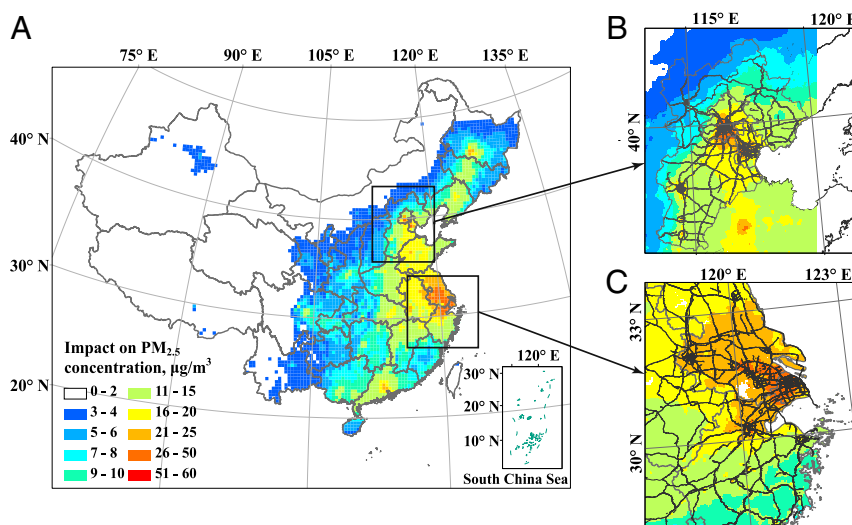 A
75° E
90° E
105° E
120° E
135° E
40° N
30° N
20° N
Impact on PM2.5
concentration, µg/m3
0 - 2
3 - 4
5 - 6
7 - 8
9 - 10
11 - 15
16 - 20
21 - 25
26 - 50
51 - 60
120° E
30° N
20° N
10° N
South China Sea
B
115° E
120° E
40° N
C
120° E
123° E
33° N
30° N